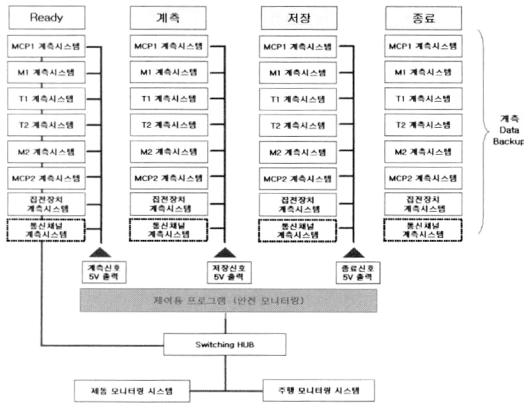 Ready
계측
저장
종료
MCP1 계측시스템
MCP1 계측시스템
MCP1 계측시스템
MCP1 계측시스템
M1 계측시스템
M1 계측시스템
M1 계측시스템
M1 계측시스템
T1 계측시스템
T1 계측시스템
T1 계측시스템
T1 계측시스템
T2 계측시스템
T2 계측시스템
T2 계측시스템
T2 계측시스템
M2 계측시스템
M2 계측시스템
M2 계측시스템
M2 계측시스템
MCP2 계측시스템
MCP2 계측시스템
MCP2 계측시스템
MCP2 계측시스템
집전장치
계측시스템
집전장치
계측시스템
집전장치
계측시스템
집전장치
계측시스템
통신채널
계측시스템
통신채널
계측시스템
통신채널
계측시스템
통신채널
계측시스템
계측
Data
Backup
계측신호
5V 출력
저장신호
5V 출력
종료신호
5V 출력
제어용 프로그램 (안전 모니터링)
Switching HUB
제동 모니터링 시스템
주행 모니터링 시스템